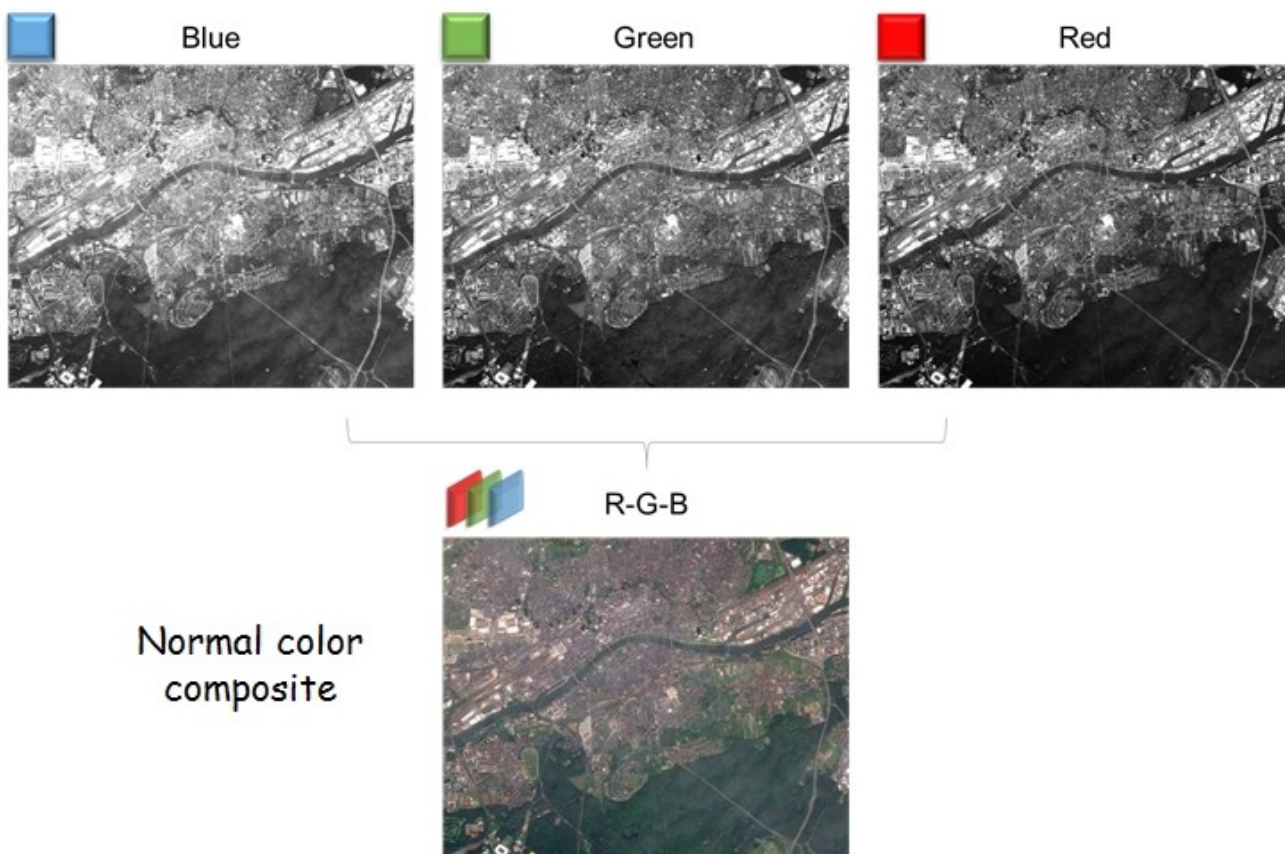 Blue
Green
Red
R-G-B
Normal color
composite